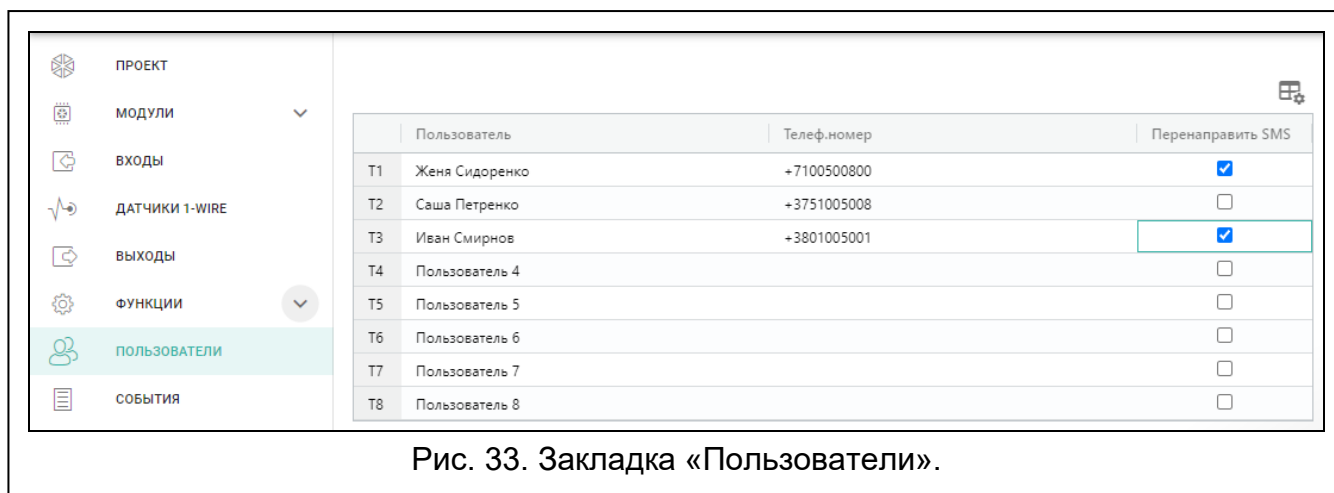 ПРОЕКТ
МОДУЛИ
ВХОДЫ
ДАТЧИКИ 1-WIRE
ВЫХОДЫ
ФУНКЦИИ
ПОЛЬЗОВАТЕЛИ
СОБЫТИЯ
Пользователь Телеф.номер Перенаправить SMS
T1 Женя Сидоренко +7100500800
T2 Саша Петренко +3751005008
T3 Иван Смирнов +3801005001
T4 Пользователь 4
T5 Пользователь 5
T6 Пользователь 6
T7 Пользователь 7
T8 Пользователь 8
Рис. 33. Закладка «Пользователи».